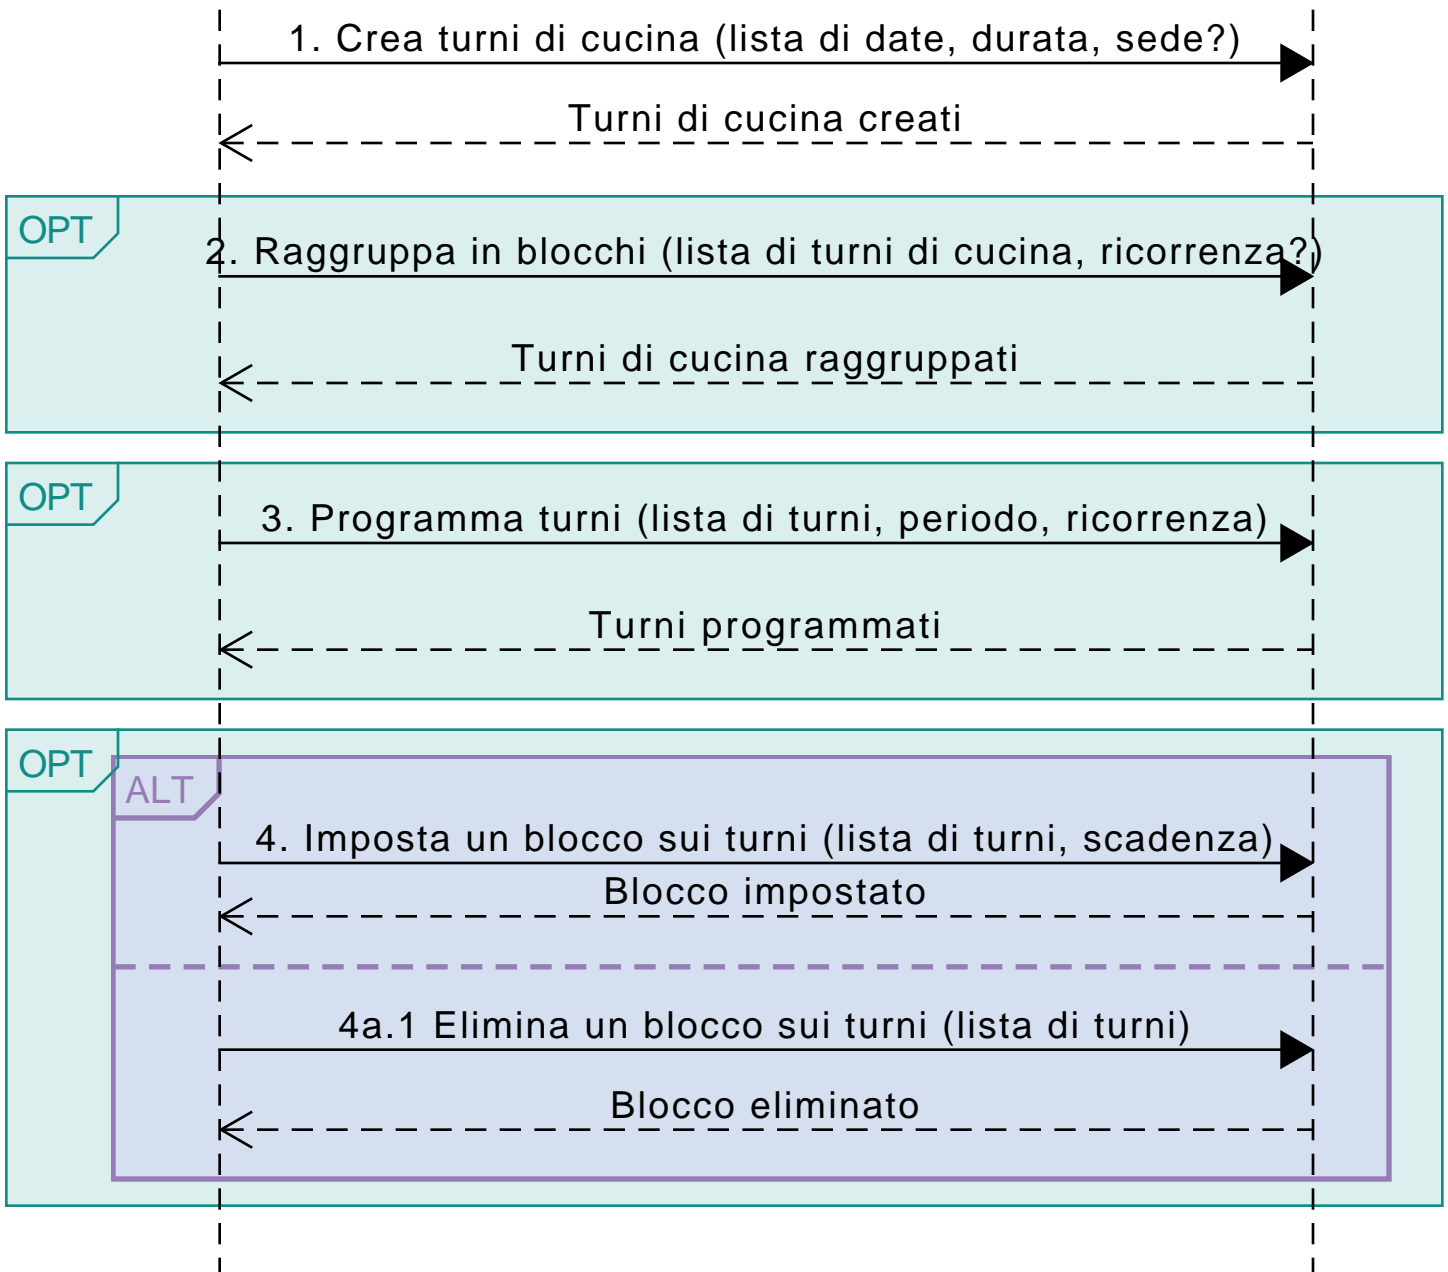 1. Crea turni di cucina (lista di date, durata, sede?)
Turni di cucina creati
OPT
2. Raggruppa in blocchi (lista di turni di cucina, ricorrenza?)
Turni di cucina raggruppati
OPT
3. Programma turni (lista di turni, periodo, ricorrenza)
Turni programmati
OPT
ALT
4. Imposta un blocco sui turni (lista di turni, scadenza)
Blocco impostato
4a.1 Elimina un blocco sui turni (lista di turni)
Blocco eliminato